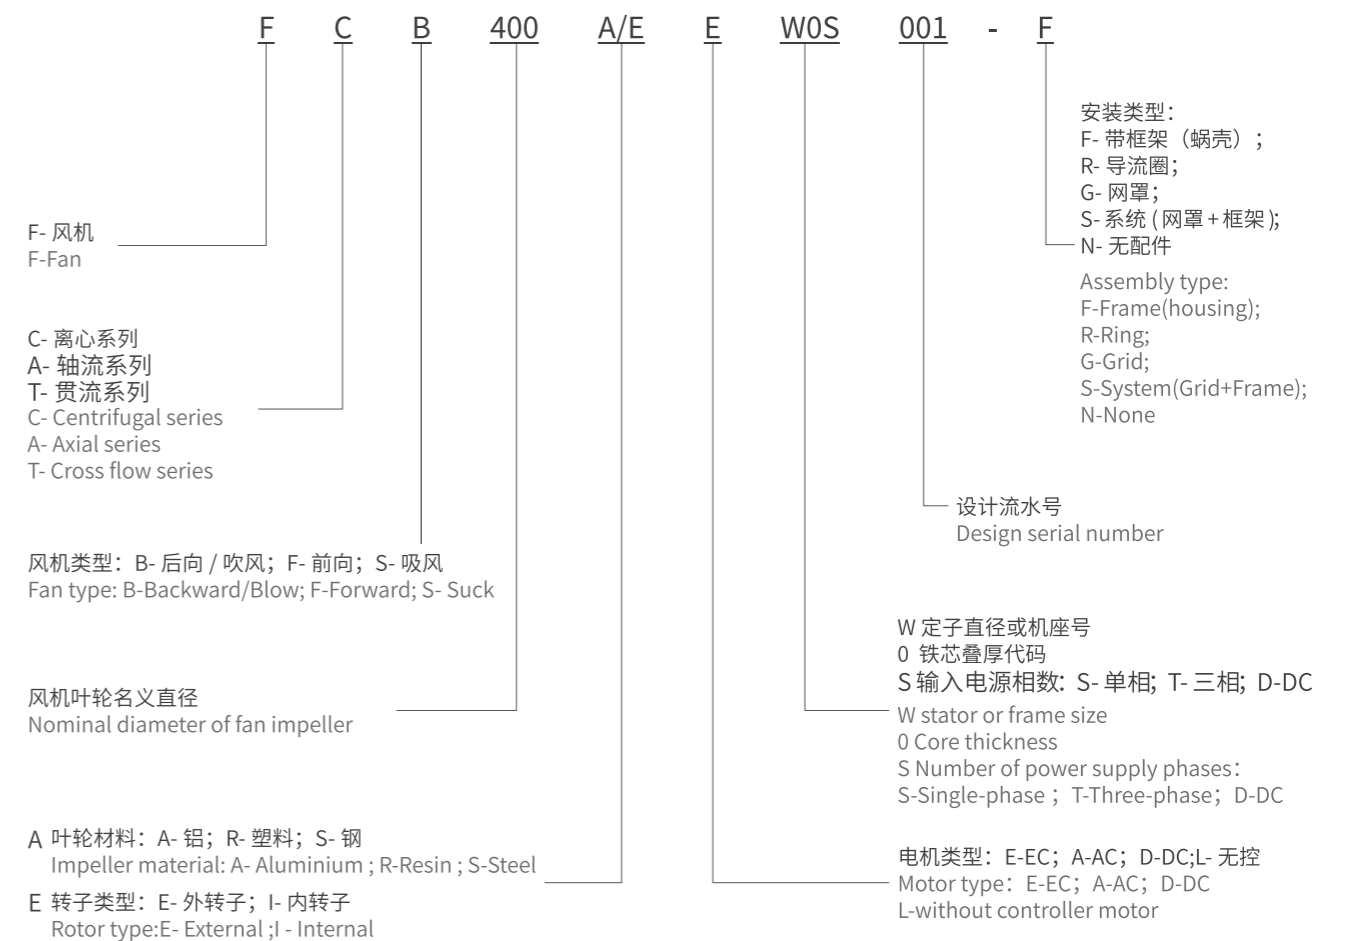 F C B 400 A/E E W0S 001 - F
安装类型：
F- 带框架（蜗壳）；
R- 导流圈；
G- 网罩；
S- 系统 ( 网罩 + 框架 );
N- 无配件
Assembly type:
F-Frame(housing);
R-Ring;
G-Grid;
S-System(Grid+Frame);
N-None
F- 风机
F-Fan
C- 离心系列
A- 轴流系列
T- 贯流系列
C- Centrifugal series
A- Axial series
T- Cross flow series
设计流水号
Design serial number
风机类型：B- 后向 / 吹风；F- 前向；S- 吸风
Fan type: B-Backward/Blow; F-Forward; S- Suck
W 定子直径或机座号
0 铁芯叠厚代码
S 输入电源相数: S- 单相; T- 三相; D-DC
W stator or frame size
0 Core thickness
S Number of power supply phases：
S-Single-phase ；T-Three-phase；D-DC
风机叶轮名义直径
Nominal diameter of fan impeller
A 叶轮材料：A- 铝；R- 塑料；S- 钢
Impeller material: A- Aluminium ; R-Resin ; S-Steel
E 转子类型：E- 外转子；I- 内转子
Rotor type:E- External ;I - Internal
电机类型：E-EC；A-AC；D-DC;L- 无控
Motor type：E-EC；A-AC；D-DC
L-without controller motor